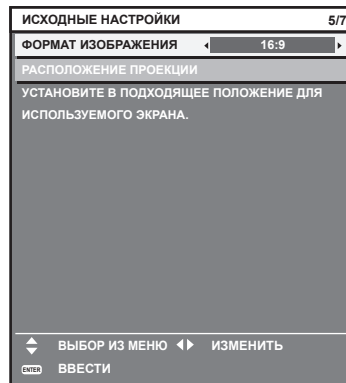 ИСХОДНЫЕ НАСТРОЙКИ 5/7
ФОРМАТ ИЗОБРАЖЕНИЯ 16:9
РАСПОЛОЖЕНИЕ ПРОЕКЦИИ
УСТАНОВИТЕ В ПОДХОДЯЩЕЕ ПОЛОЖЕНИЕ ДЛЯ
ИСПОЛЬЗУЕМОГО ЭКРАНА.
ВЫБОР ИЗ МЕНЮ ИЗМЕНИТЬ
ENTER ВВЕСТИ